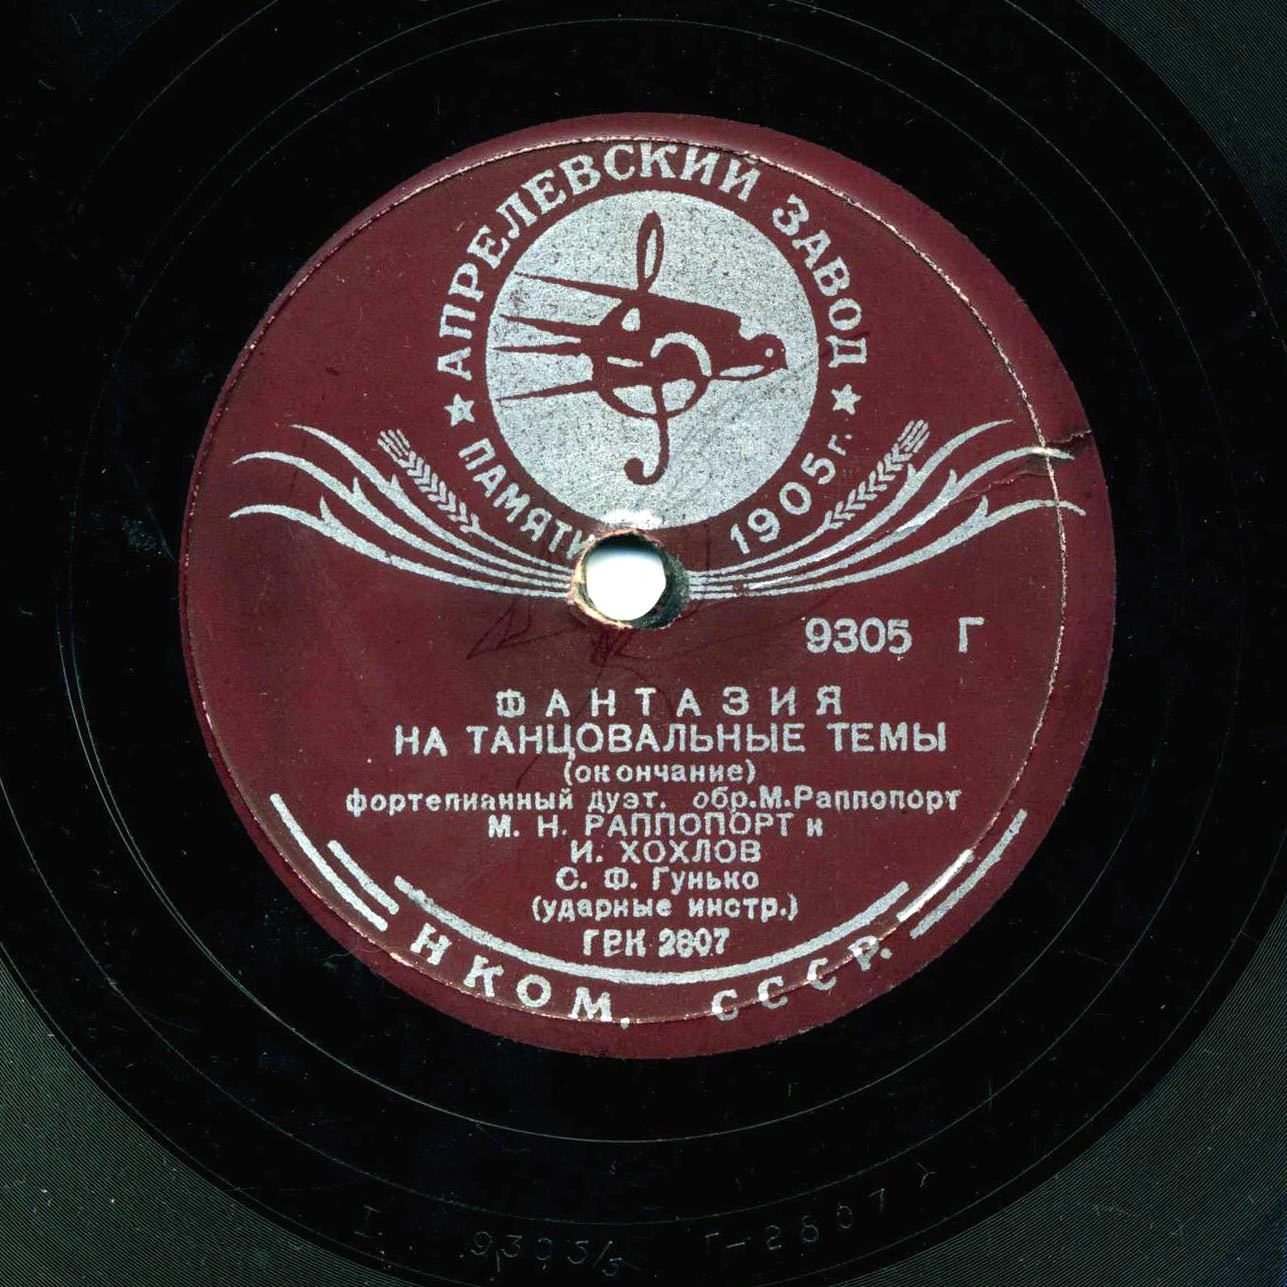 АПРЕЛЕВСКИЙ ЗАВОД
ПАМЯТИ 1905 г.
9305 Г
ФАНТАЗИЯ
НА ТАНЦОВАЛЬНЫЕ ТЕМЫ
(окончание)
фортепианный дуэт. обр.М.Раппопорт
М. Н. РАППОПОРТ и
И. ХОХЛОВ
С. Ф. Гунько
(ударные инстр.)
ГРК 2807
НКОМ. СССР.